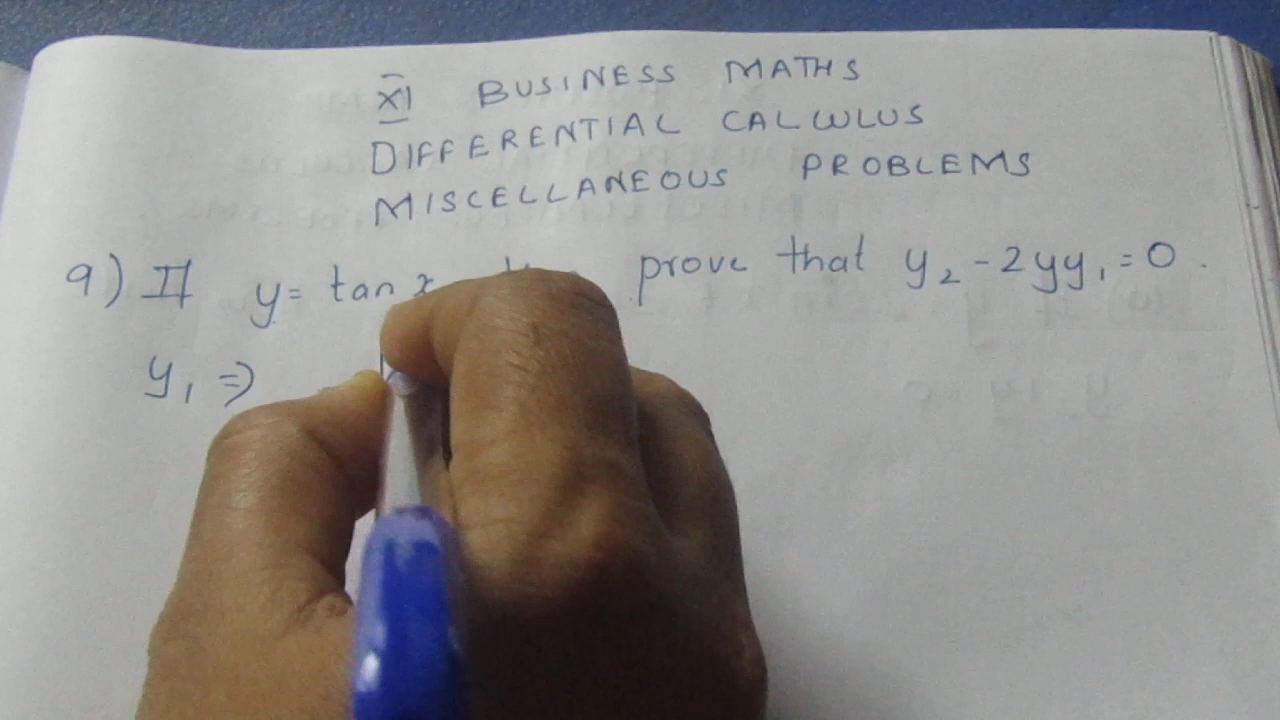 XI BUSINESS MATHS
DIFFERENTIAL CALCULUS
MISCELLANEOUS PROBLEMS
9) If y = tan x prove that y₂ - 2yy₁ = 0.
y₁ ⇒